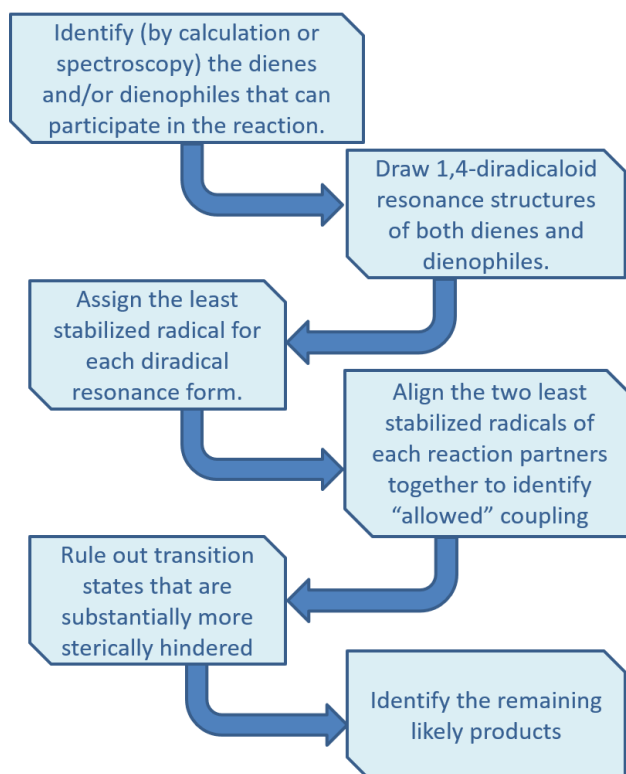 Identify (by calculation or
spectroscopy) the dienes
and/or dienophiles that can
participate in the reaction.
Draw 1,4-diradicaloid
resonance structures
of both dienes and
dienophiles.
Assign the least
stabilized radical for
each diradical
resonance form.
Align the two least
stabilized radicals of
each reaction partners
together to identify
“allowed” coupling
Rule out transition
states that are
substantially more
sterically hindered
Identify the remaining
likely products